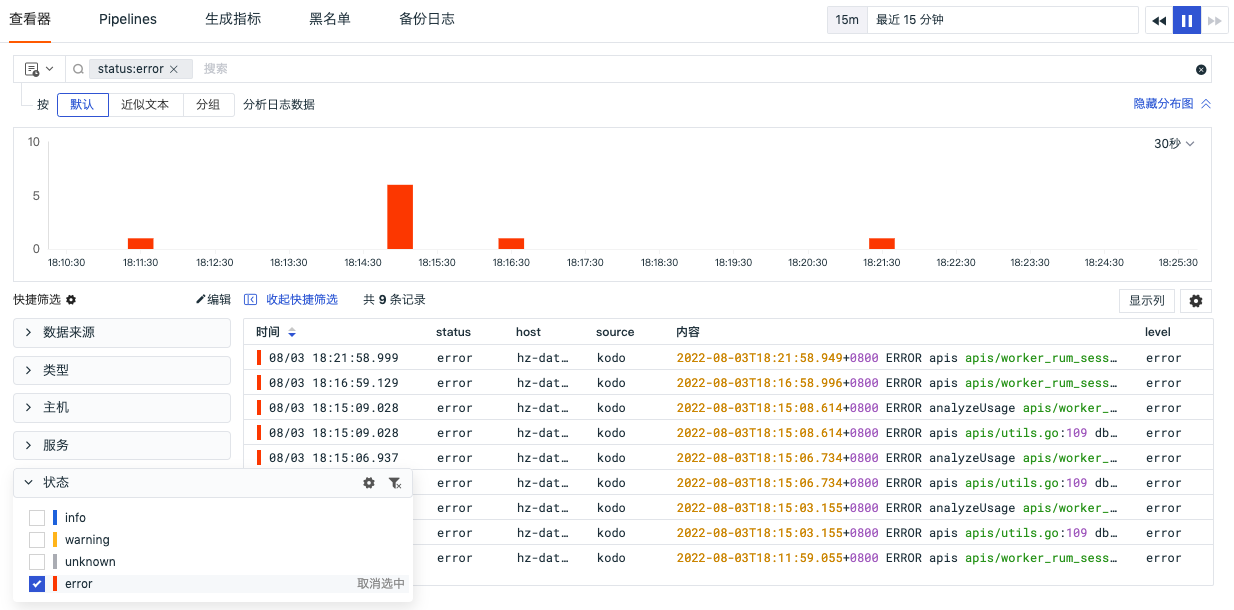 查看器 Pipelines 生成指标 黑名单 备份日志 15m 最近 15 分钟
status:error 搜索
按 默认 近似文本 分组 分析日志数据 隐藏分布图
30秒
10
5
0
18:10:30 18:11:30 18:12:30 18:13:30 18:14:30 18:15:30 18:16:30 18:17:30 18:18:30 18:19:30 18:20:30 18:21:30 18:22:30 18:23:30 18:24:30 18:25:30
快捷筛选 编辑 收起快捷筛选 共 9 条记录 显示列
数据来源
类型
主机
服务
状态
info
warning
unknown
error 取消选中
时间 status host source 内容 level
08/03 18:21:58.999 error hz-dat… kodo 2022-08-03T18:21:58.949+0800 ERROR apis apis/worker_rum_sess… error
08/03 18:16:59.129 error hz-dat… kodo 2022-08-03T18:16:58.996+0800 ERROR apis apis/worker_rum_sess… error
08/03 18:15:09.028 error hz-dat… kodo 2022-08-03T18:15:08.614+0800 ERROR analyzeUsage apis/worker_… error
08/03 18:15:09.028 error hz-dat… kodo 2022-08-03T18:15:08.614+0800 ERROR apis apis/utils.go:109 db… error
08/03 18:15:06.937 error hz-dat… kodo 2022-08-03T18:15:06.734+0800 ERROR analyzeUsage apis/worker_… error
error hz-dat… kodo 2022-08-03T18:15:06.734+0800 ERROR apis apis/utils.go:109 db… error
error hz-dat… kodo 2022-08-03T18:15:03.155+0800 ERROR analyzeUsage apis/worker_… error
error hz-dat… kodo 2022-08-03T18:15:03.155+0800 ERROR apis apis/utils.go:109 db… error
error hz-dat… kodo 2022-08-03T18:11:59.055+0800 ERROR apis apis/worker_rum_sess… error